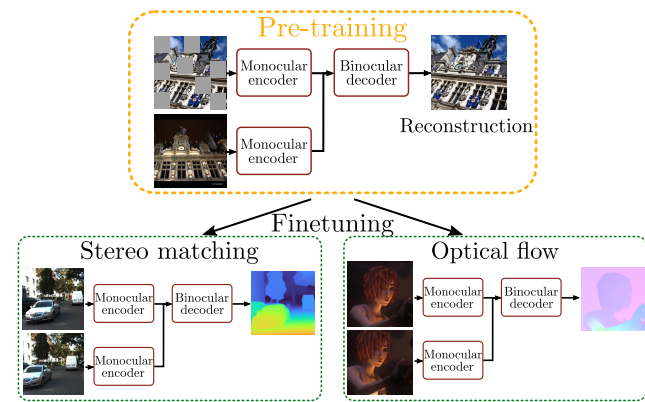 Pre-training
Monocular
encoder
Binocular
decoder
Reconstruction
Monocular
encoder
Finetuning
Stereo matching
Monocular
encoder
Binocular
decoder
Monocular
encoder
Optical flow
Monocular
encoder
Binocular
decoder
Monocular
encoder